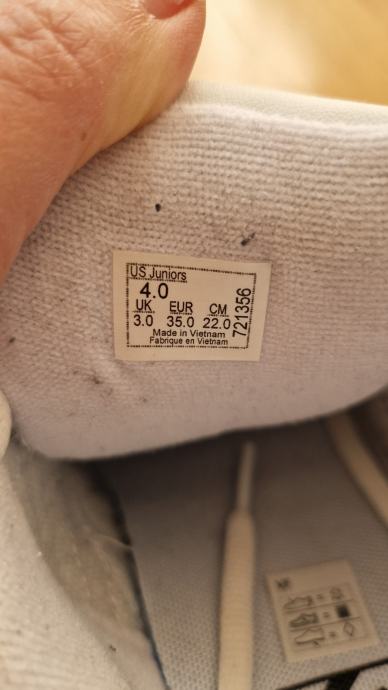 US Juniors
4.0
UK EUR CM
3.0 35.0 22.0
Made in Vietnam
Fabrique en Vietnam
721356